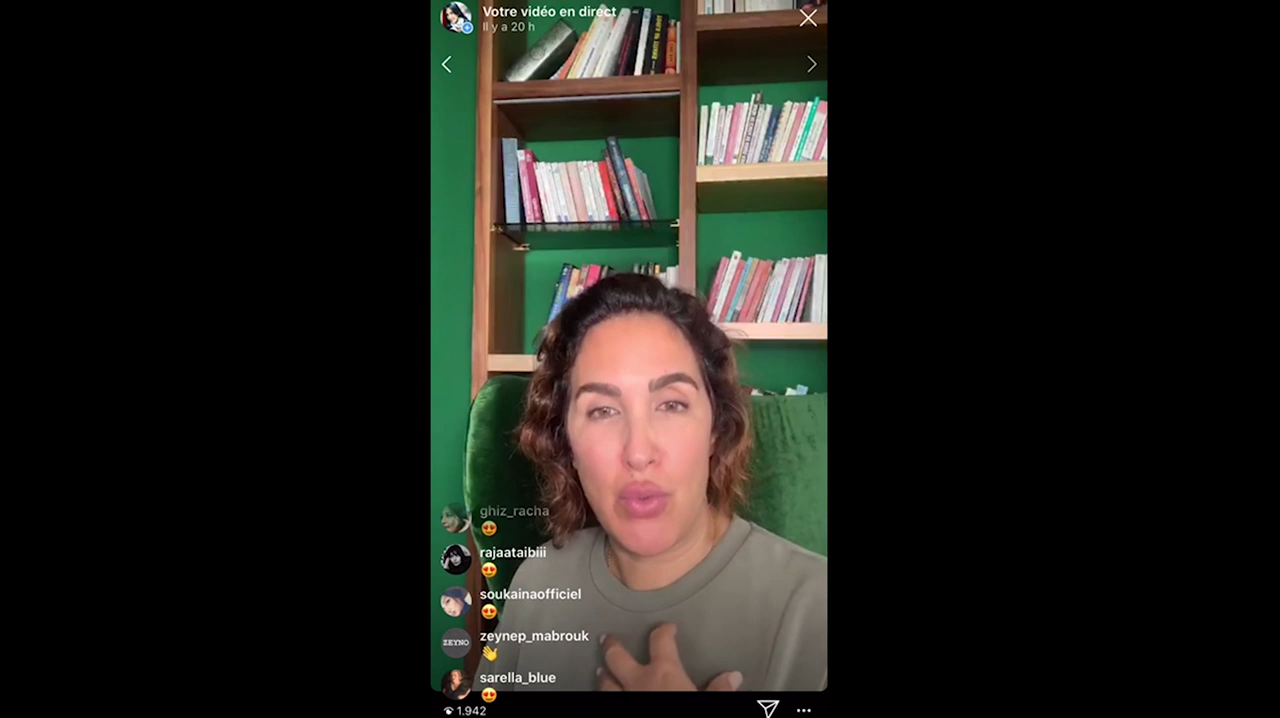 Votre vidéo en direct
Il y a 20 h
ghiz_racha
😍
rajaataibiii
😍
soukainaofficiel
😍
ZEYNO
zeynep_mabrouk
👋
sarella_blue
😍
1.942